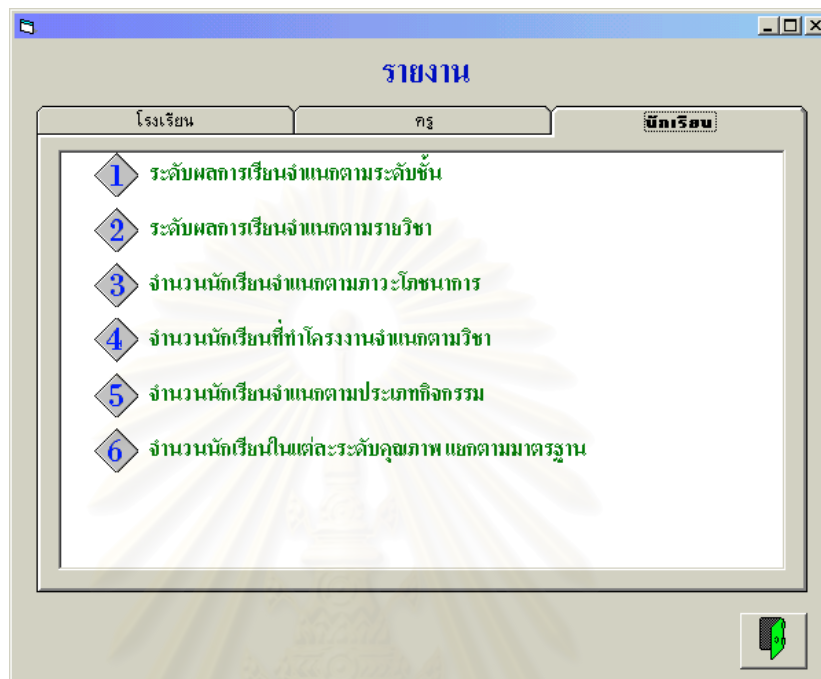 รายงาน
โรงเรียน
ครู
นักเรียน
1 ระดับผลการเรียนจำแนกตามระดับชั้น
2 ระดับผลการเรียนจำแนกตามรายวิชา
3 จำนวนนักเรียนจำแนกตามภาวะโภชนาการ
4 จำนวนนักเรียนที่ทำโครงงานจำแนกตามวิชา
5 จำนวนนักเรียนจำแนกตามประเภทกิจกรรม
6 จำนวนนักเรียนในแต่ละระดับคุณภาพ แยกตามมาตรฐาน